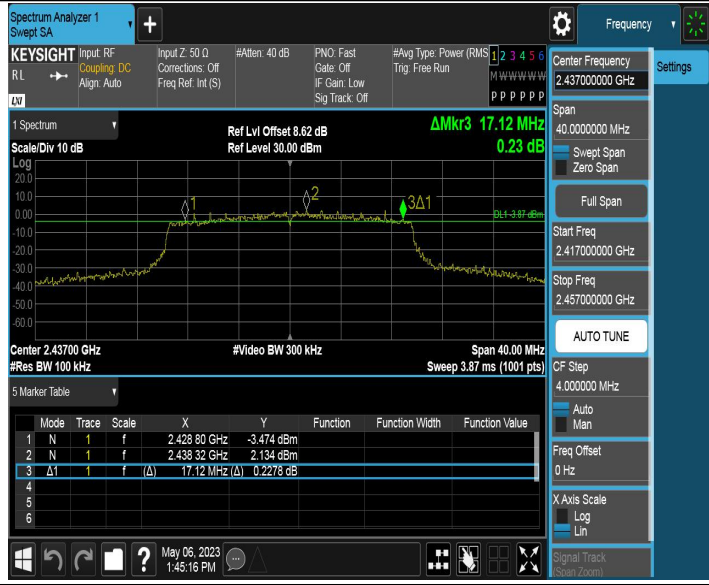 Spectrum Analyzer 1
Swept SA
Frequency
KEYSIGHT
RL
LXI
Input: RF
Coupling: DC
Align: Auto
Input Z: 50 Ω
Corrections: Off
Freq Ref: Int (S)
#Atten: 40 dB
PNO: Fast
Gate: Off
IF Gain: Low
Sig Track: Off
#Avg Type: Power (RMS
Trig: Free Run
1 2 3 4 5 6
M W W W W W
P P P P P P
1 Spectrum
Scale/Div 10 dB
Ref Lvl Offset 8.62 dB
Ref Level 30.00 dBm
ΔMkr3 17.12 MHz
0.23 dB
Log
20.0
10.0
0.00
-10.0
-20.0
-30.0
-40.0
-50.0
-60.0
1
2
3Δ1
DL1 -3.87 dBm
Center 2.43700 GHz
#Video BW 300 kHz
Span 40.00 MHz
#Res BW 100 kHz
Sweep 3.87 ms (1001 pts)
5 Marker Table
Mode Trace Scale X Y Function Function Width Function Value
1 N 1 f 2.428 80 GHz -3.474 dBm
2 N 1 f 2.438 32 GHz 2.134 dBm
3 Δ1 1 f (Δ) 17.12 MHz (Δ) 0.2278 dB
4
5
6
May 06, 2023
1:45:16 PM
?
Settings
Center Frequency
2.437000000 GHz
Span
40.0000000 MHz
Swept Span
Zero Span
Full Span
Start Freq
2.417000000 GHz
Stop Freq
2.457000000 GHz
AUTO TUNE
CF Step
4.000000 MHz
Auto
Man
Freq Offset
0 Hz
X Axis Scale
Log
Lin
Signal Track
(Span Zoom)